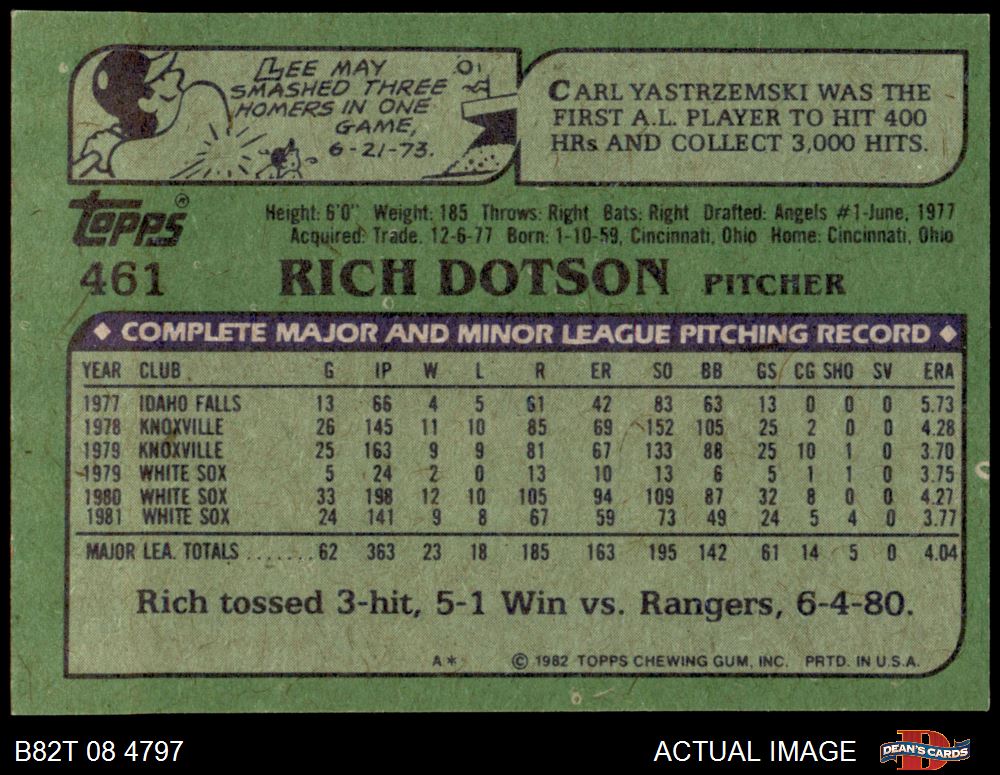 LEE MAY
SMASHED THREE
HOMERS IN ONE
GAME,
6-21-73.
CARL YASTRZEMSKI WAS THE
FIRST A.L. PLAYER TO HIT 400
HRs AND COLLECT 3,000 HITS.
Topps®
Height: 6'0" Weight: 185 Throws: Right Bats: Right Drafted: Angels #1-June, 1977
Acquired: Trade, 12-6-77 Born: 1-10-59, Cincinnati, Ohio Home: Cincinnati, Ohio
461 RICH DOTSON PITCHER
◆ COMPLETE MAJOR AND MINOR LEAGUE PITCHING RECORD ◆
YEAR CLUB G IP W L R ER SO BB GS CG SHO SV ERA
1977 IDAHO FALLS 13 66 4 5 61 42 83 63 13 0 0 0 5.73
1978 KNOXVILLE 26 145 11 10 85 69 152 105 25 2 0 0 4.28
1979 KNOXVILLE 25 163 9 9 81 67 133 88 25 10 1 0 3.70
1979 WHITE SOX 5 24 2 0 13 10 13 6 5 1 1 0 3.75
1980 WHITE SOX 33 198 12 10 105 94 109 87 32 8 0 0 4.27
1981 WHITE SOX 24 141 9 8 67 59 73 49 24 5 4 0 3.77
MAJOR LEA. TOTALS .......62 363 23 18 185 163 195 142 61 14 5 0 4.04
Rich tossed 3-hit, 5-1 Win vs. Rangers, 6-4-80.
A* © 1982 TOPPS CHEWING GUM, INC. PRTD. IN U.S.A.
B82T 08 4797 ACTUAL IMAGE DEAN'S CARDS